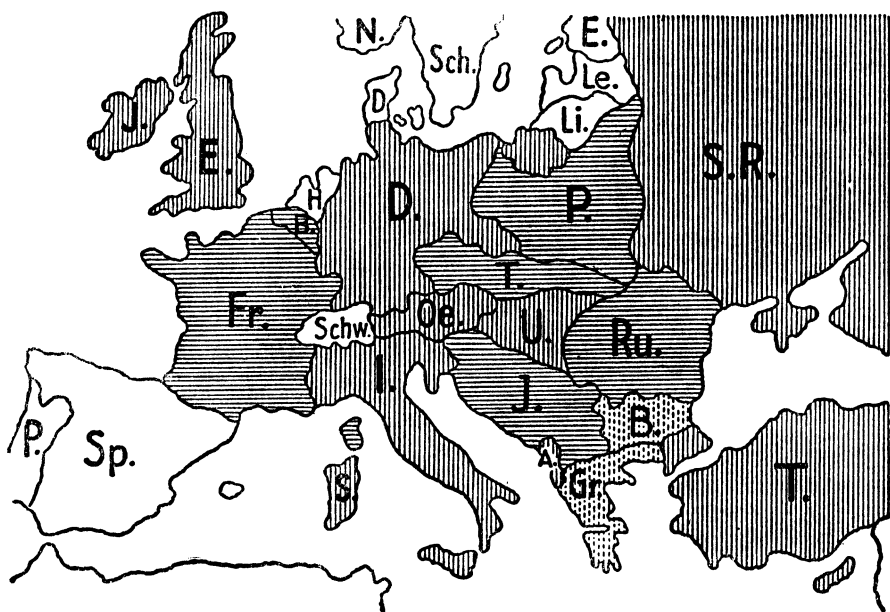 N.
E.
Sch.
Le.
D.
Li.
J.
E.
S.R.
H
D.
P.
B.
T.
Fr.
Schw.
Oe.
U.
Ru.
I.
J.
P.
Sp.
B.
A.
S.
Gr.
T.